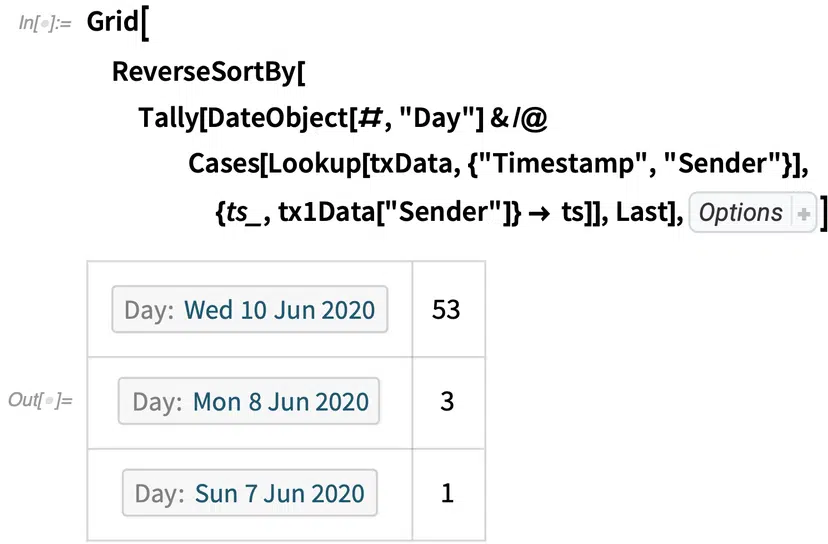 In[•]:= Grid[
ReverseSortBy[
Tally[DateObject[#, "Day"] & /@
Cases[Lookup[txData, {"Timestamp", "Sender"}],
{ts_, tx1Data["Sender"]} → ts]], Last], Options +]
Day: Wed 10 Jun 2020 53
Out[•]= Day: Mon 8 Jun 2020 3
Day: Sun 7 Jun 2020 1